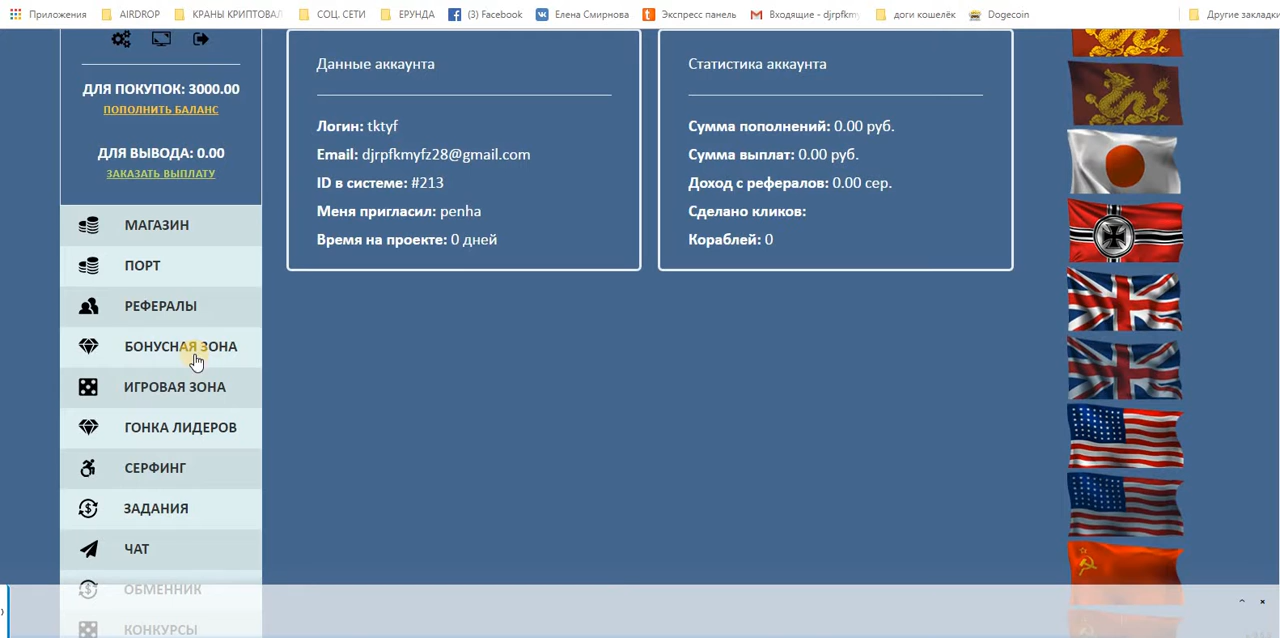 Приложения AIRDROP КРАНЫ КРИПТОВАЛ СОЦ. СЕТИ ЕРУНДА (3) Facebook Елена Смирнова Экспресс панель Входящие - djrpfkmy доги кошелёк Dogecoin Другие закладки
ДЛЯ ПОКУПОК: 3000.00
ПОПОЛНИТЬ БАЛАНС
ДЛЯ ВЫВОДА: 0.00
ЗАКАЗАТЬ ВЫПЛАТУ
МАГАЗИН
ПОРТ
РЕФЕРАЛЫ
БОНУСНАЯ ЗОНА
ИГРОВАЯ ЗОНА
ГОНКА ЛИДЕРОВ
СЕРФИНГ
ЗАДАНИЯ
ЧАТ
ОБМЕННИК
КОНКУРСЫ
Данные аккаунта
Логин: tktyf
Email: djrpfkmyfz28@gmail.com
ID в системе: #213
Меня пригласил: penha
Время на проекте: 0 дней
Статистика аккаунта
Сумма пополнений: 0.00 руб.
Сумма выплат: 0.00 руб.
Доход с рефералов: 0.00 сер.
Сделано кликов:
Кораблей: 0